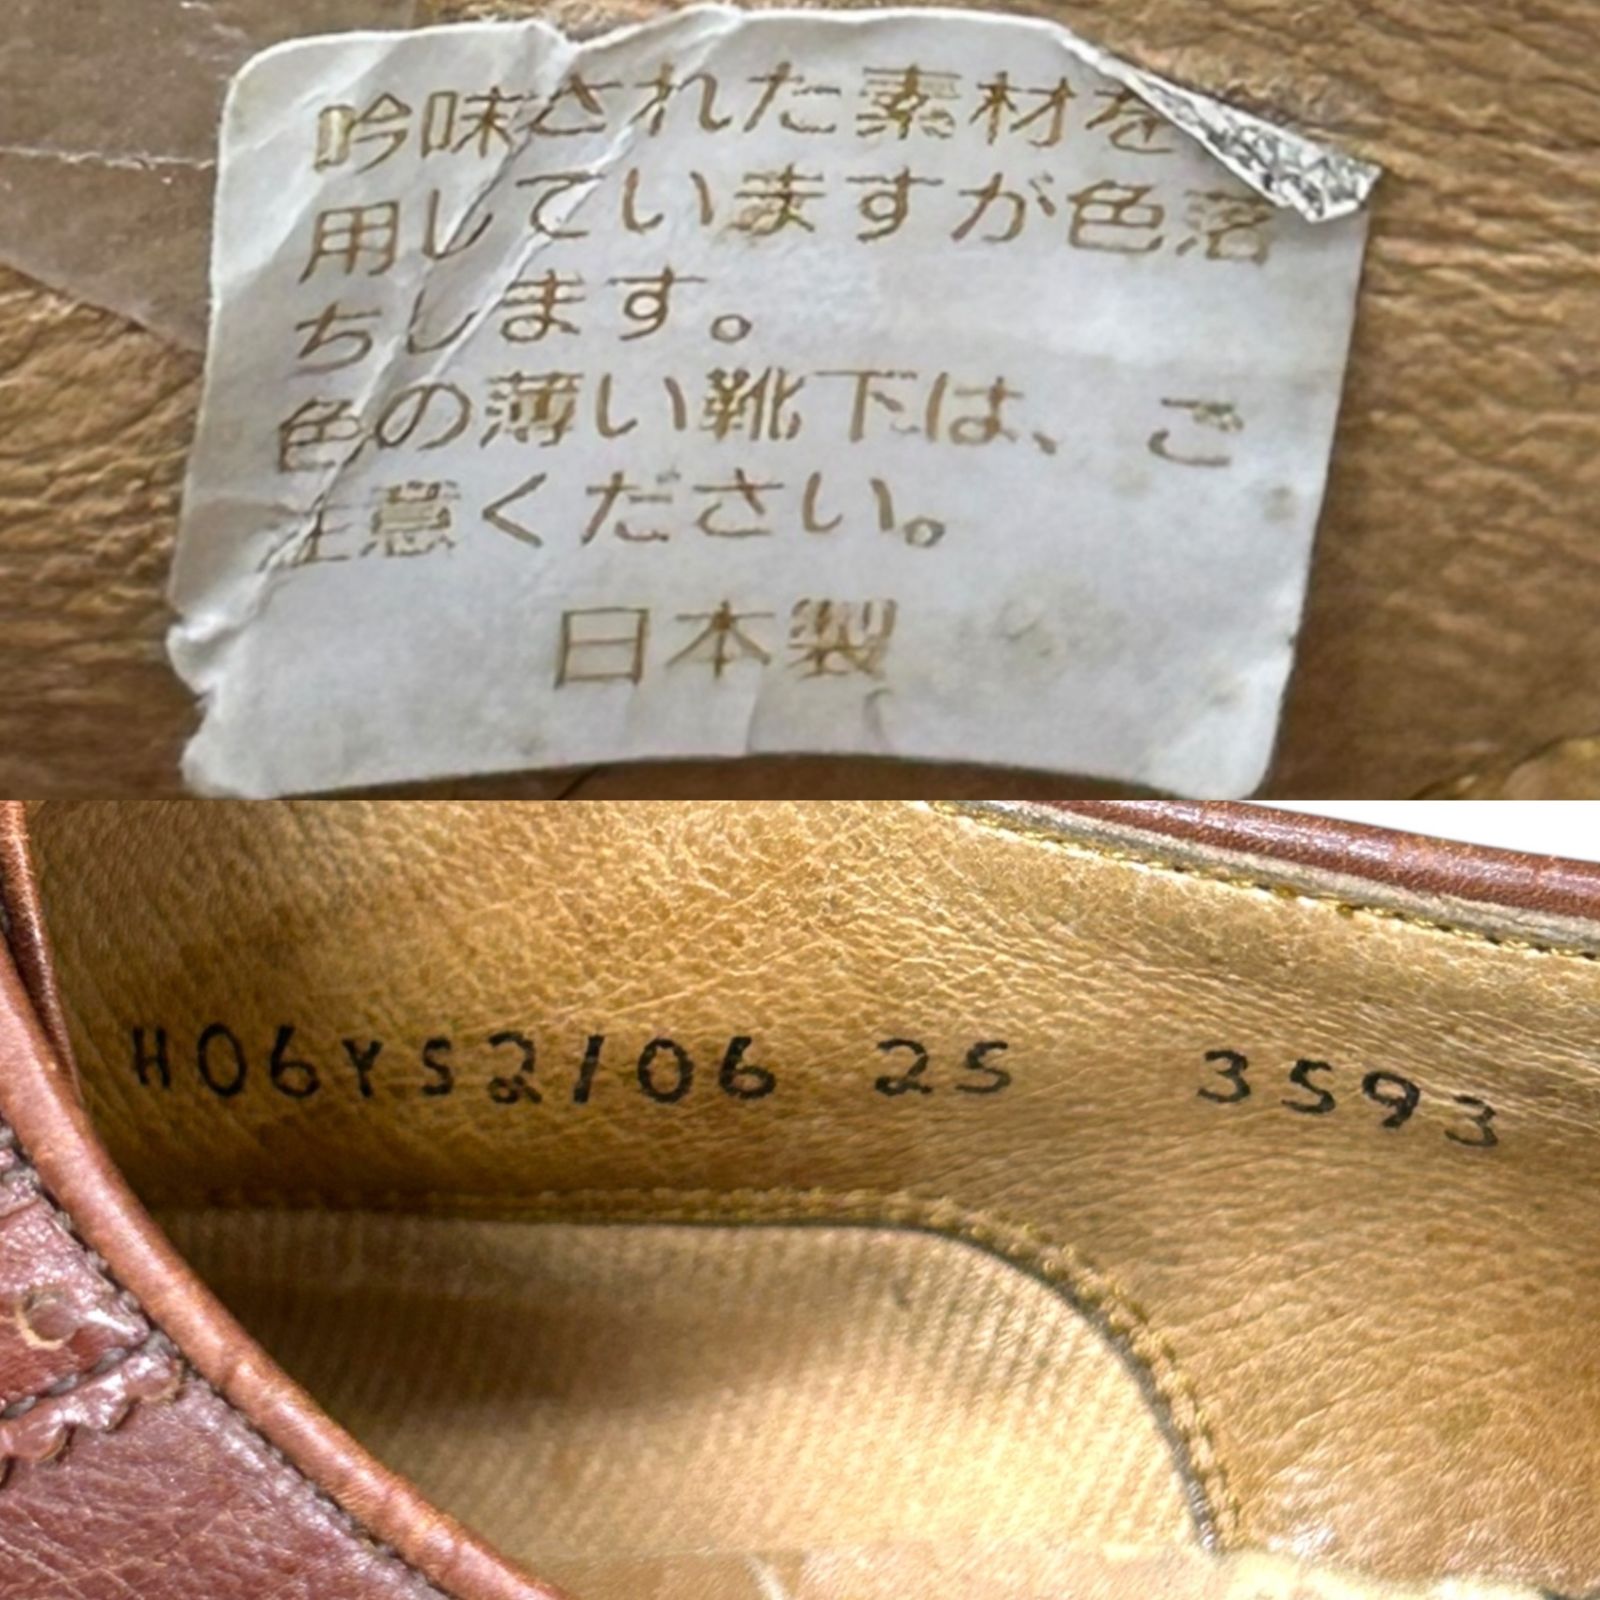 吟味された素材を
用していますが色落
ちします。
色の薄い靴下は、ご
注意ください。
日本製
H06YS2106 25 3593